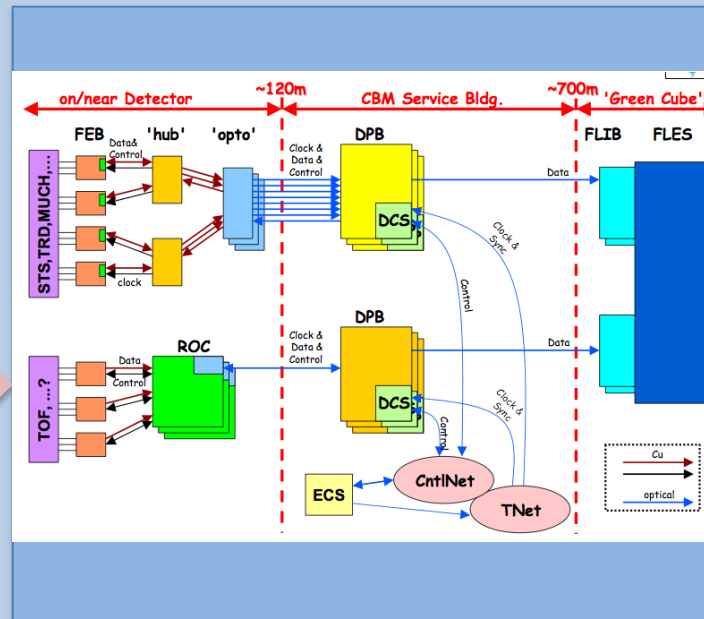 ~120m
~700m
on/near Detector
CBM Service Bldg.
'Green Cube'
FEB
'hub'
'opto'
DPB
FLIB
FLES
Data&
Control
Clock &
Data &
Control
Data
STS,TRD,MUCH,...
DCS
clock
Clock &
Sync
Control
DPB
ROC
Clock &
Data &
Control
Data
TOF, ...?
Data
Control
DCS
Clock &
Sync
Control
CntlNet
ECS
TNet
Cu
optical